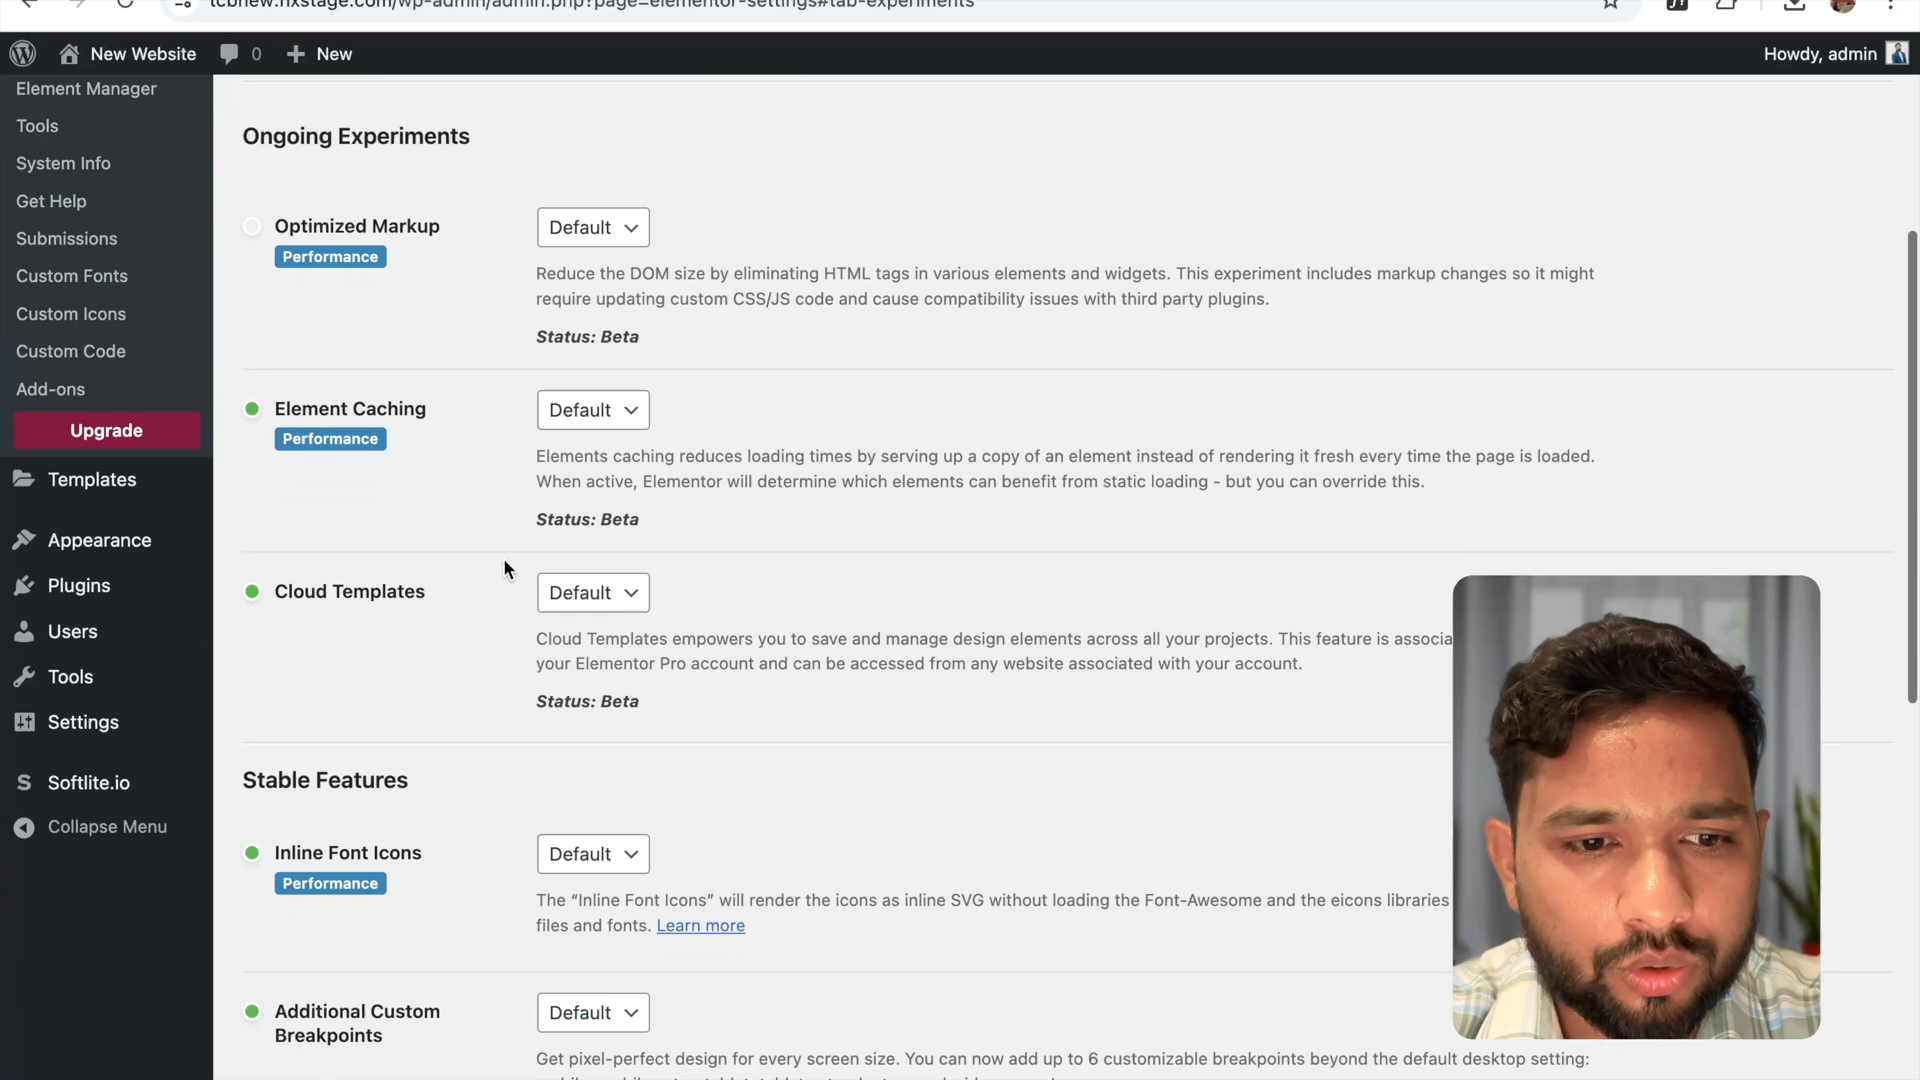 tcbnew.nxstage.com/wp-admin/admin.php?page=elementor-settings#tab-experiments
New Website
0
New
Howdy, admin
Element Manager
Tools
System Info
Get Help
Submissions
Custom Fonts
Custom Icons
Custom Code
Add-ons
Upgrade
Templates
Appearance
Plugins
Users
Tools
Settings
Softlite.io
Collapse Menu
Ongoing Experiments
Optimized Markup
Performance
Default
Reduce the DOM size by eliminating HTML tags in various elements and widgets. This experiment includes markup changes so it might
require updating custom CSS/JS code and cause compatibility issues with third party plugins.
Status: Beta
Element Caching
Performance
Default
Elements caching reduces loading times by serving up a copy of an element instead of rendering it fresh every time the page is loaded.
When active, Elementor will determine which elements can benefit from static loading - but you can override this.
Status: Beta
Cloud Templates
Default
Cloud Templates empowers you to save and manage design elements across all your projects. This feature is associa
your Elementor Pro account and can be accessed from any website associated with your account.
Status: Beta
Stable Features
Inline Font Icons
Performance
Default
The “Inline Font Icons” will render the icons as inline SVG without loading the Font-Awesome and the eicons libraries
files and fonts. Learn more
Additional Custom
Breakpoints
Default
Get pixel-perfect design for every screen size. You can now add up to 6 customizable breakpoints beyond the default desktop setting: